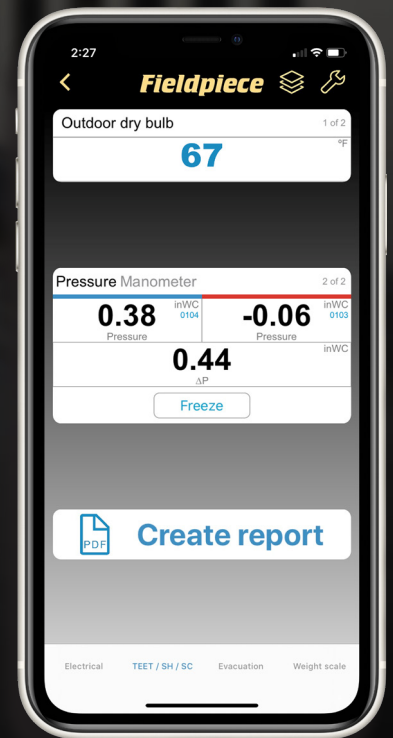 2:27
Fieldpiece
Outdoor dry bulb 1 of 2
67 °F
Pressure Manometer 2 of 2
0.38 inWC 0104 -0.06 inWC 0103
Pressure Pressure
0.44 inWC
ΔP
Freeze
PDF Create report
Electrical TEET / SH / SC Evacuation Weight scale